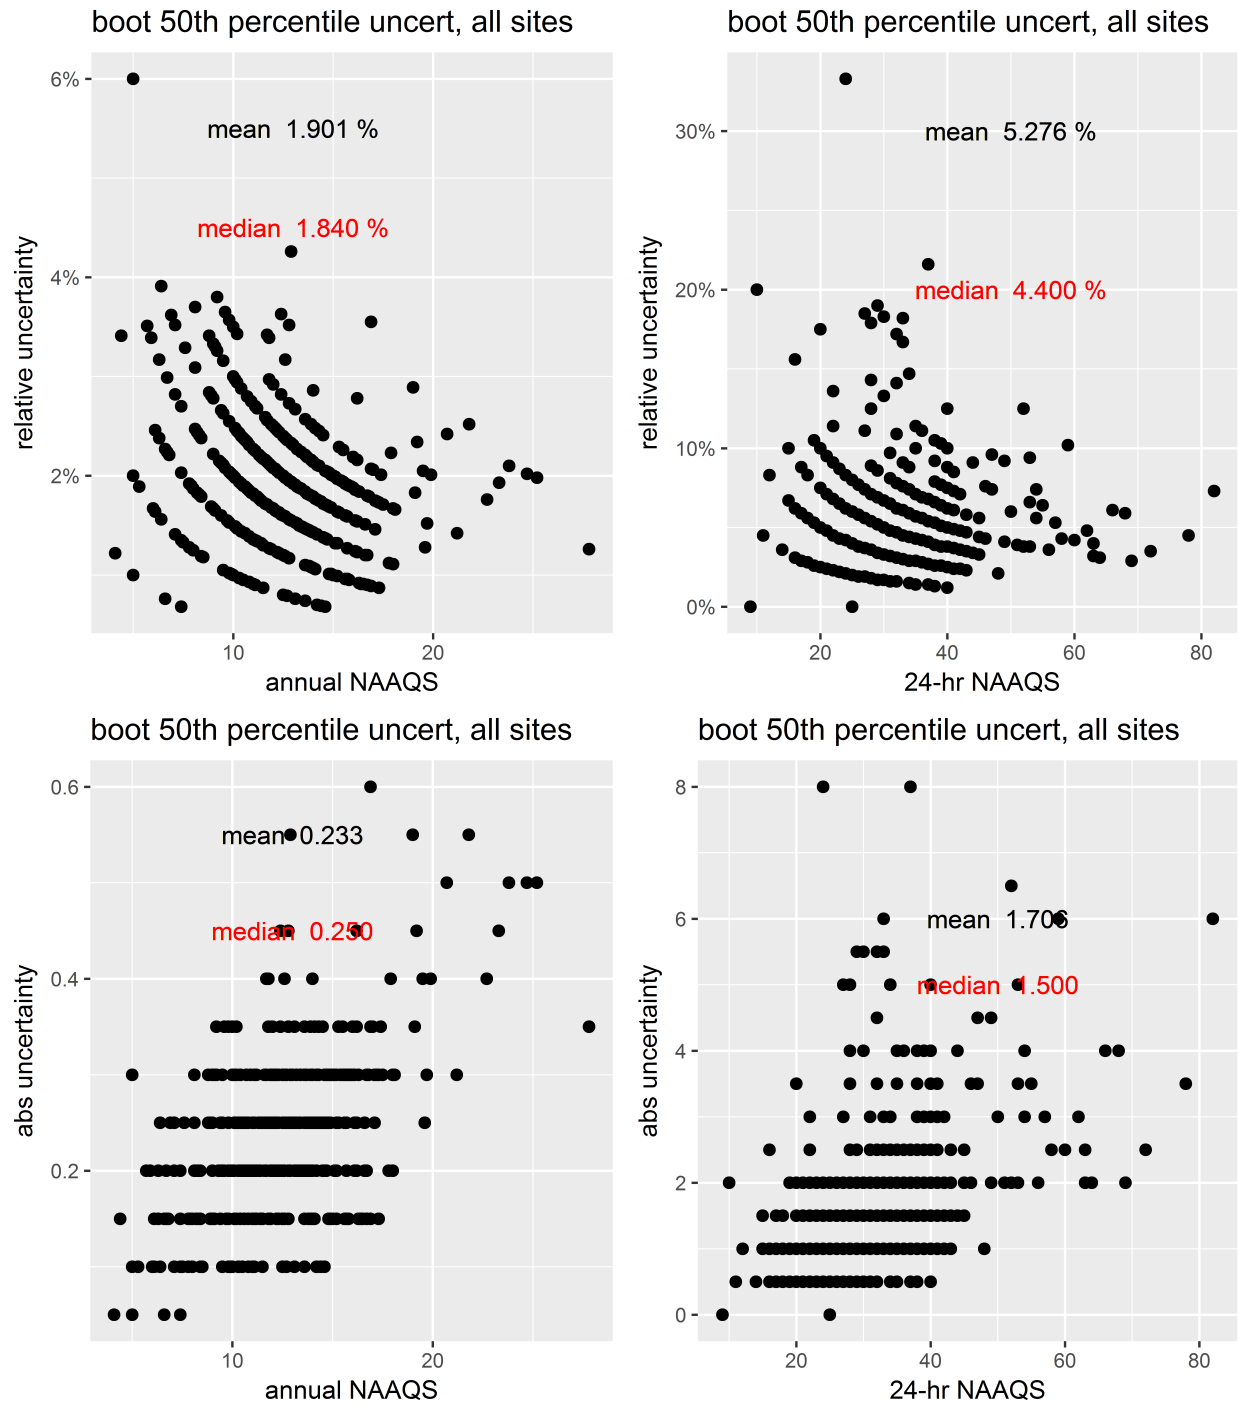 boot 50th percentile uncert, all sites
relative uncertainty
6%
4%
2%
mean 1.901 %
median 1.840 %
10
20
annual NAAQS
boot 50th percentile uncert, all sites
relative uncertainty
30%
20%
10%
0%
mean 5.276 %
median 4.400 %
20
40
60
80
24-hr NAAQS
boot 50th percentile uncert, all sites
abs uncertainty
0.6
0.4
0.2
mean 0.233
median 0.250
10
20
annual NAAQS
boot 50th percentile uncert, all sites
abs uncertainty
8
6
4
2
0
mean 1.706
median 1.500
20
40
60
80
24-hr NAAQS